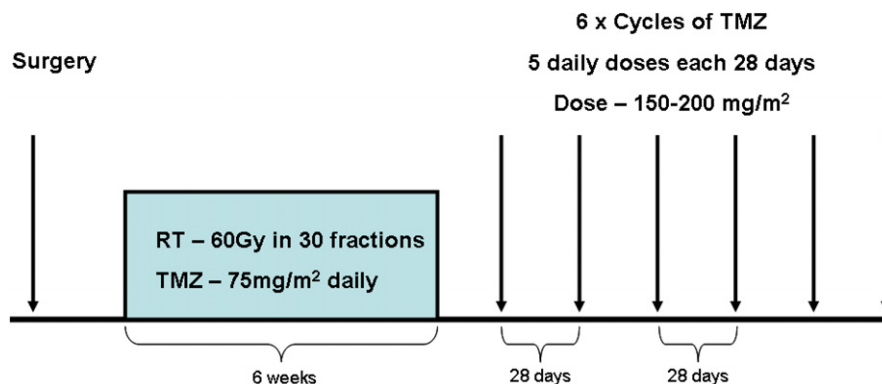 6 x Cycles of TMZ
Surgery
5 daily doses each 28 days
Dose – 150-200 mg/m²
RT – 60Gy in 30 fractions
TMZ – 75mg/m² daily
6 weeks
28 days
28 days